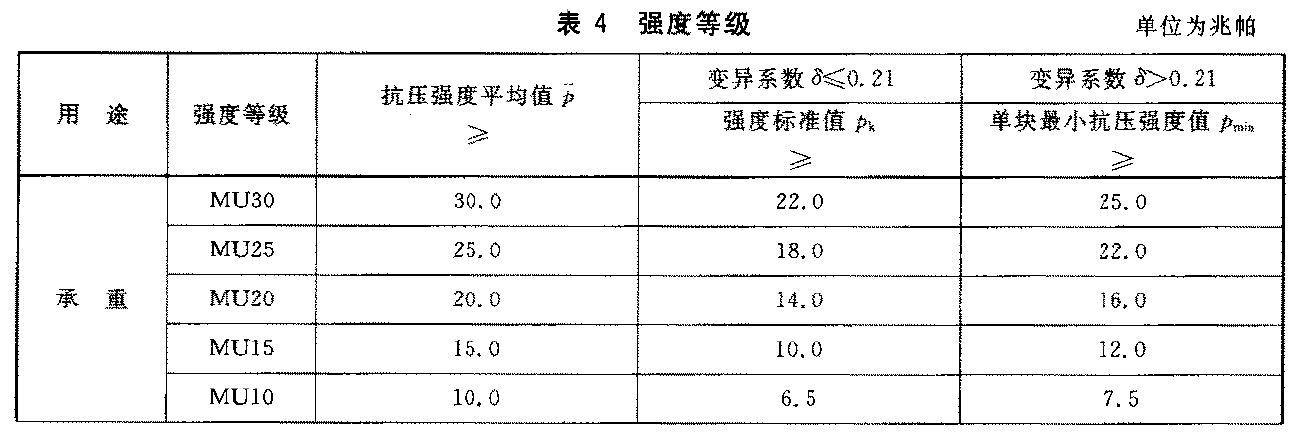 表 4 强度等级
单位为兆帕
用 途 强度等级 抗压强度平均值 p̄ ≥ 变异系数 δ≤0.21 变异系数 δ>0.21
强度标准值 pₖ ≥ 单块最小抗压强度值 pmin ≥
承 重
MU30 30.0 22.0 25.0
MU25 25.0 18.0 22.0
MU20 20.0 14.0 16.0
MU15 15.0 10.0 12.0
MU10 10.0 6.5 7.5